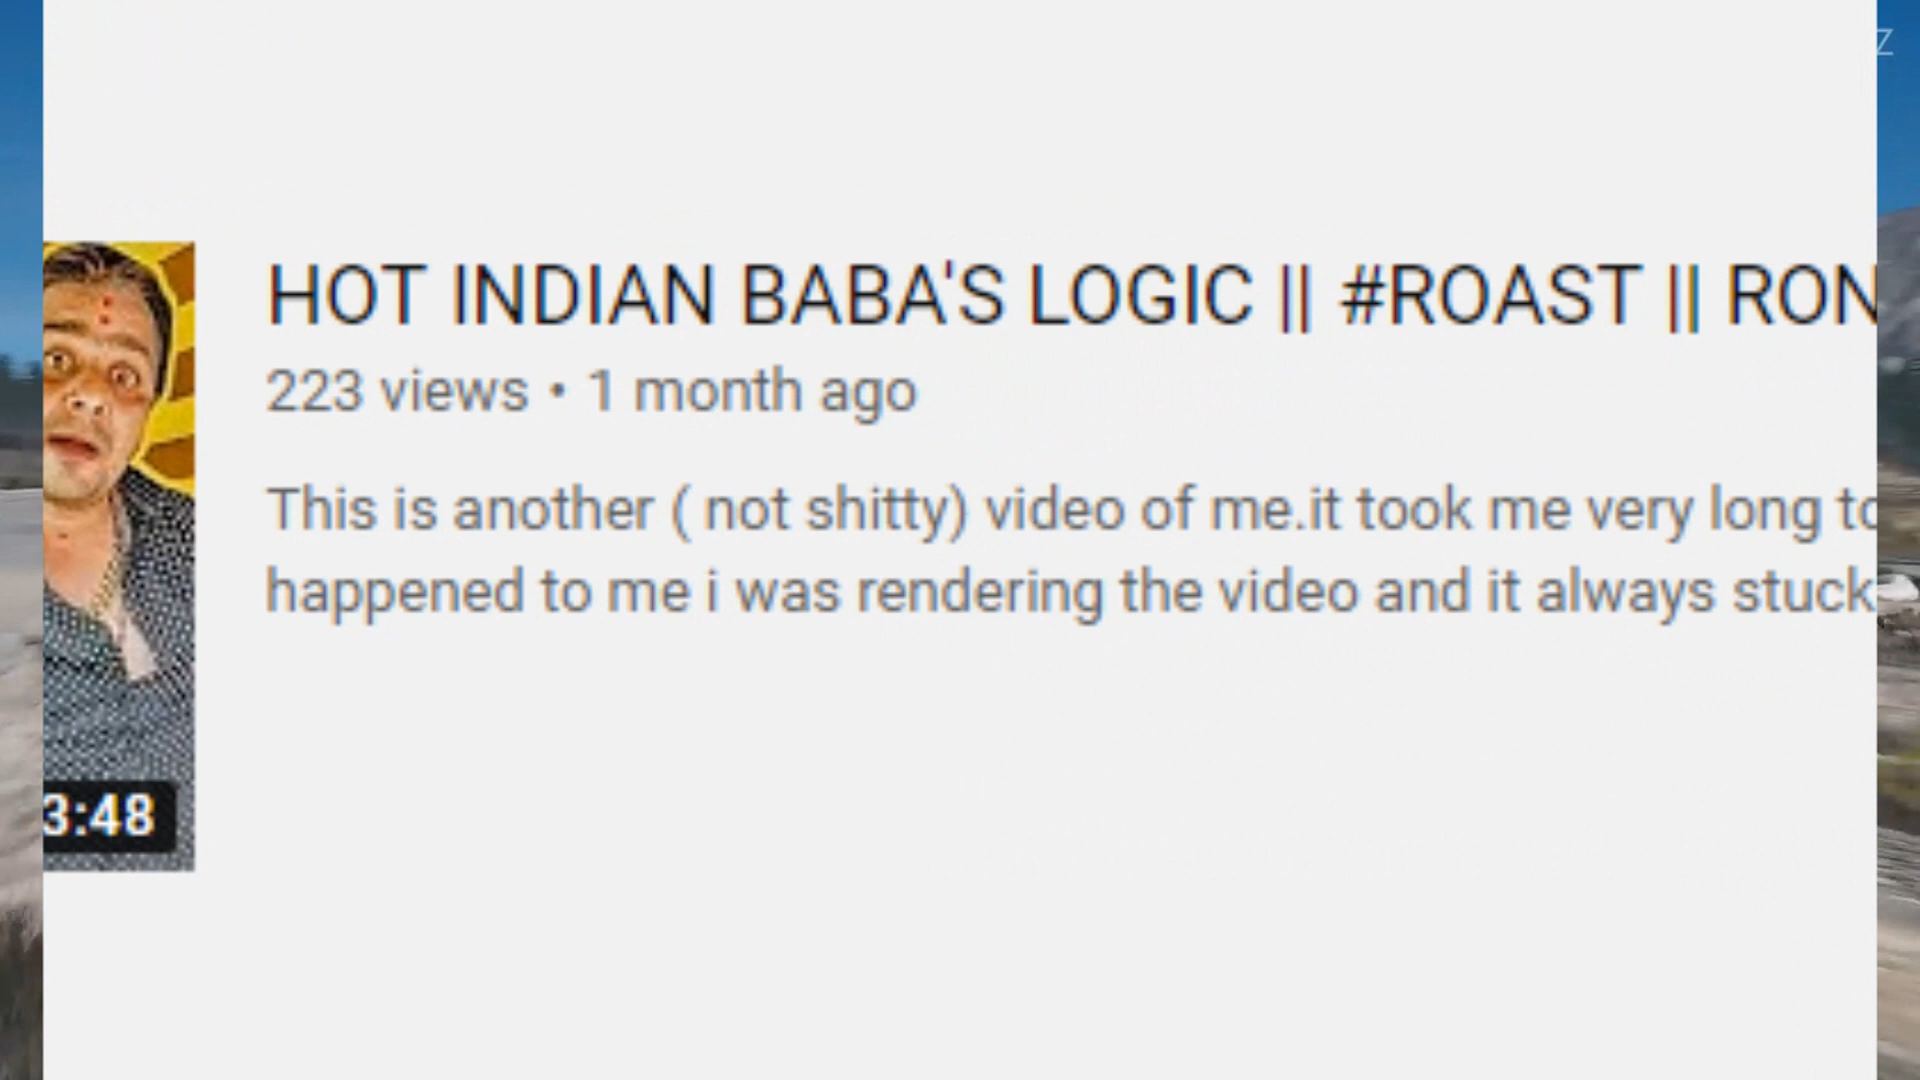 Z
HOT INDIAN BABA'S LOGIC || #ROAST || RON
223 views • 1 month ago
This is another ( not shitty) video of me.it took me very long to
happened to me i was rendering the video and it always stuck
3:48